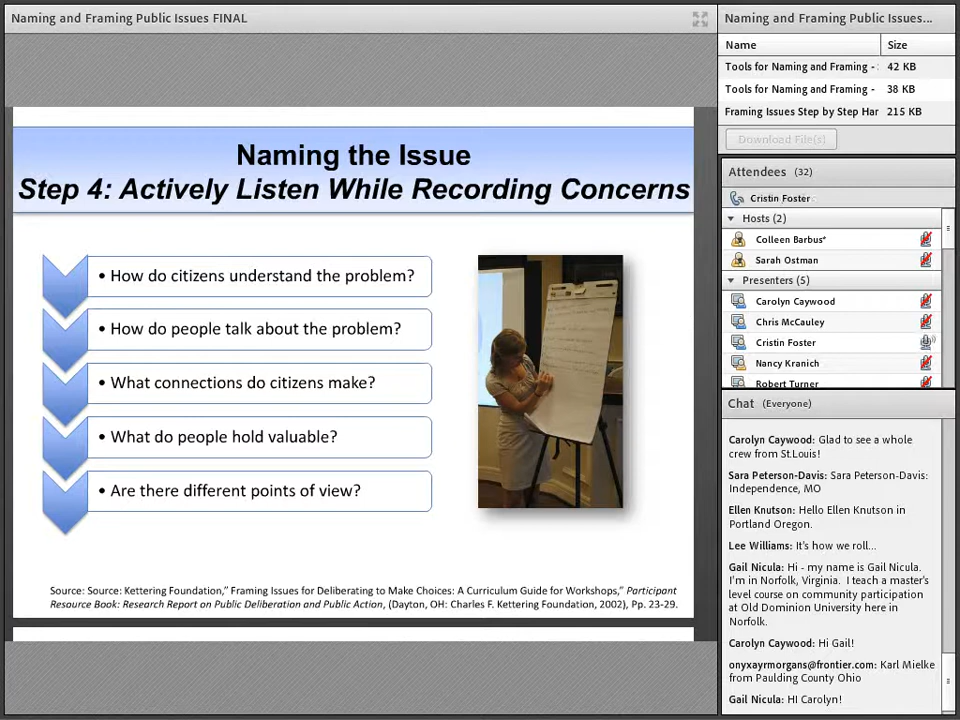 Naming and Framing Public Issues FINAL
Naming the Issue
Step 4: Actively Listen While Recording Concerns
• How do citizens understand the problem?
• How do people talk about the problem?
• What connections do citizens make?
• What do people hold valuable?
• Are there different points of view?
Source: Source: Kettering Foundation,” Framing Issues for Deliberating to Make Choices: A Curriculum Guide for Workshops,” Participant
Resource Book: Research Report on Public Deliberation and Public Action, (Dayton, OH: Charles F. Kettering Foundation, 2002), Pp. 23-29.
Naming and Framing Public Issues...
Name Size
Tools for Naming and Framing - 42 KB
Tools for Naming and Framing - 38 KB
Framing Issues Step by Step Har 215 KB
Download File(s)
Attendees (32)
Cristin Foster
Hosts (2)
Colleen Barbus*
Sarah Ostman
Presenters (5)
Carolyn Caywood
Chris McCauley
Cristin Foster
Nancy Kranich
Robert Turner
Chat (Everyone)
Carolyn Caywood: Glad to see a whole
crew from St.Louis!
Sara Peterson-Davis: Sara Peterson-Davis:
Independence, MO
Ellen Knutson: Hello Ellen Knutson in
Portland Oregon.
Lee Williams: It's how we roll...
Gail Nicula: Hi - my name is Gail Nicula.
I'm in Norfolk, Virginia. I teach a master's
level course on community participation
at Old Dominion University here in
Norfolk.
Carolyn Caywood: Hi Gail!
onyxayrmorgans@frontier.com: Karl Mielke
from Paulding County Ohio
Gail Nicula: HI Carolyn!